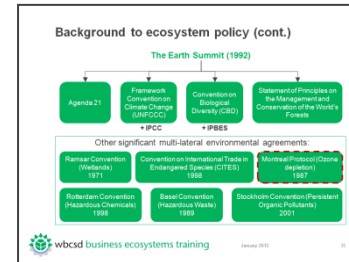 Background to ecosystem policy (cont.)
The Earth Summit (1992)
Agenda 21
Framework
Convention on
Climate Change
(UNFCCC)
+ IPCC
Convention on
Biological
Diversity (CBD)
+ IPBES
Statement of Principles
on the Management and
Conservation of the World's
Forests
Other significant multi-lateral environmental agreements:
Ramsar Convention
(Wetlands)
1971
Convention on International Trade in
Endangered Species (CITES)
1998
Montreal Protocol (Ozone
depletion)
1987
Rotterdam Convention
(Hazardous Chemicals)
1998
Basel Convention
(Hazardous Waste)
1989
Stockholm Convention (Persistent
Organic Pollutants)
2001
wbcsd business ecosystems training